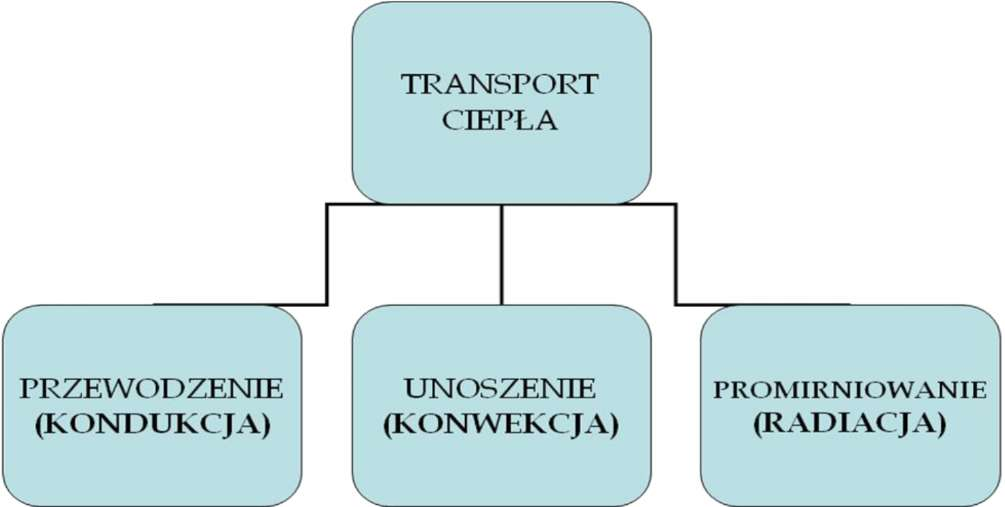 TRANSPORT
CIEPŁA
PRZEWODZENIE
(KONDUKCJA)
UNOSZENIE
(KONWEKCJA)
PROMIRNIOWANIE
(RADIACJA)